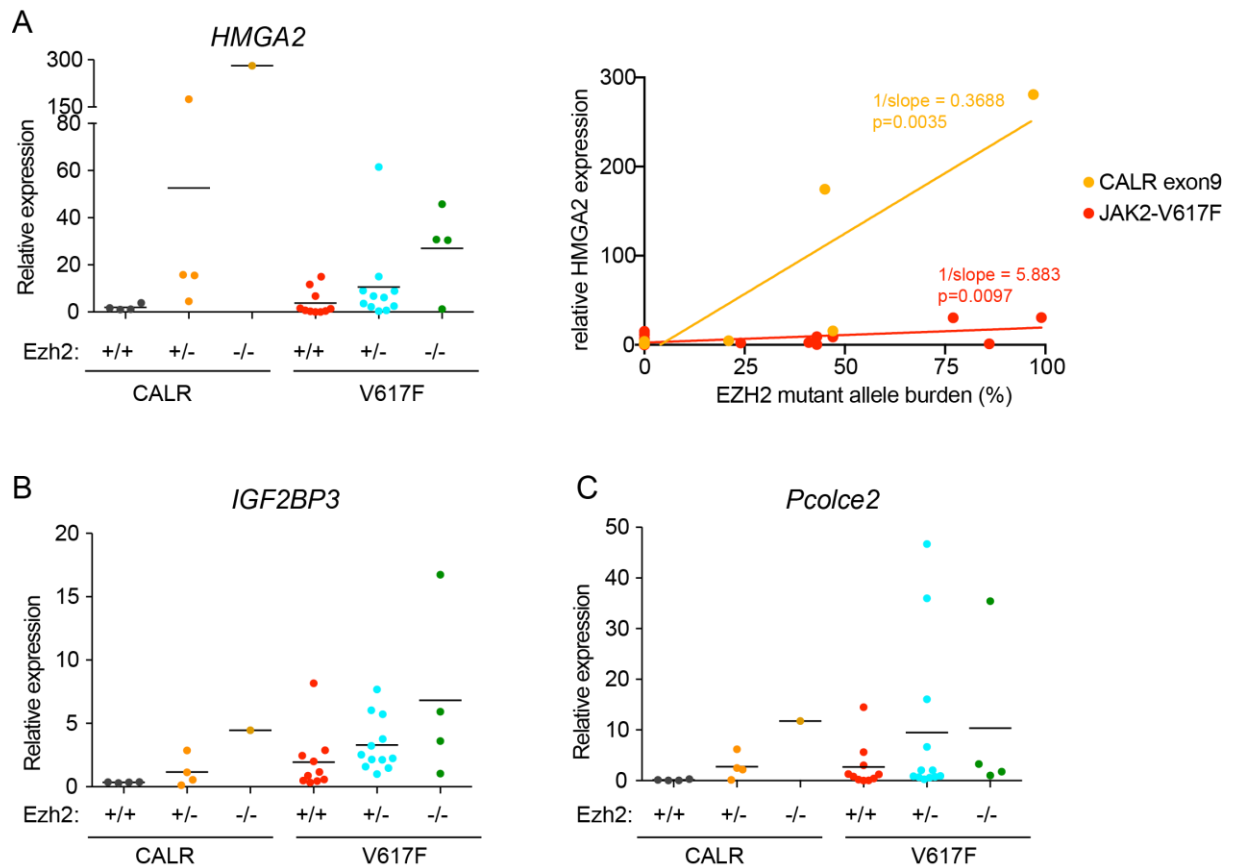 A
HMGA2
300
150
80
60
40
20
0
Relative expression
Ezh2: +/+ +/- -/- +/+ +/- -/-
CALR V617F
300
200
100
0
relative HMGA2 expression
1/slope = 0.3688
p=0.0035
1/slope = 5.883
p=0.0097
CALR exon9
JAK2-V617F
0 25 50 75 100
EZH2 mutant allele burden (%)
B
IGF2BP3
20
15
10
5
0
Relative expression
Ezh2: +/+ +/- -/- +/+ +/- -/-
CALR V617F
C
Pcolce2
50
40
30
20
10
0
Relative expression
Ezh2: +/+ +/- -/- +/+ +/- -/-
CALR V617F